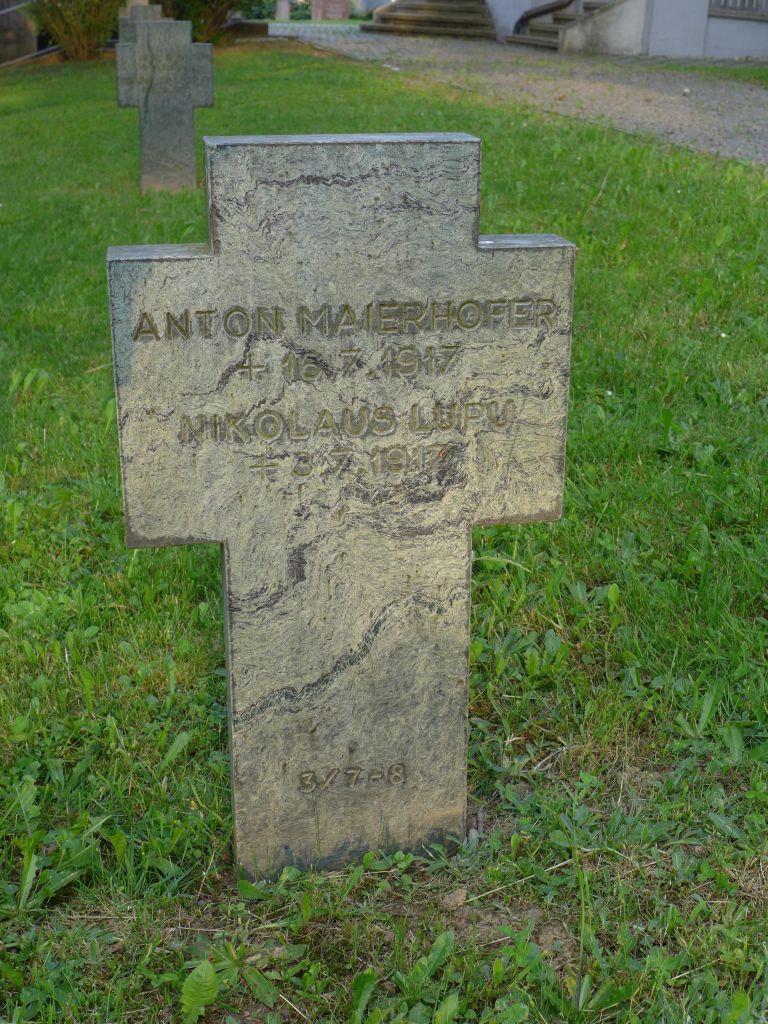 ANTON MAIERHOFER
+ 16.7.1917
NIKOLAUS LUPU
+ 3.7.1917
3/7-8